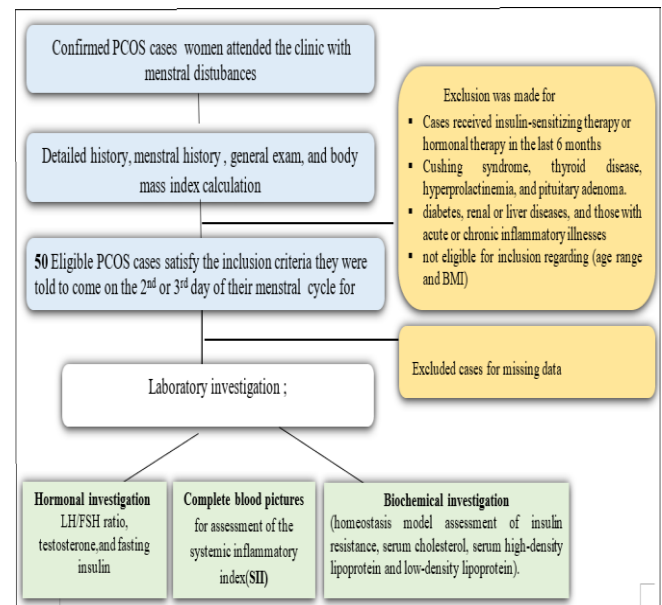 Confirmed PCOS cases women attended the clinic with
menstral distubances
Detailed history, menstral history , general exam, and body
mass index calculation
50 Eligible PCOS cases satisfy the inclusion criteria they were
told to come on the 2nd or 3rd day of their menstral cycle for
Exclusion was made for
▪ Cases received insulin-sensitizing therapy or
hormonal therapy in the last 6 months
▪ Cushing syndrome, thyroid disease,
hyperprolactinemia, and pituitary adenoma.
▪ diabetes, renal or liver diseases, and those with
acute or chronic inflammatory illnesses
▪ not eligible for inclusion regarding (age range
and BMI)
Excluded cases for missing data
Laboratory investigation ;
Hormonal investigation
LH/FSH ratio,
testosterone,and fasting
insulin
Complete blood pictures
for assessment of the
systemic inflammatory
index(SII)
Biochemical investigation
(homeostasis model assessment of insulin
resistance, serum cholesterol, serum high-density
lipoprotein and low-density lipoprotein).